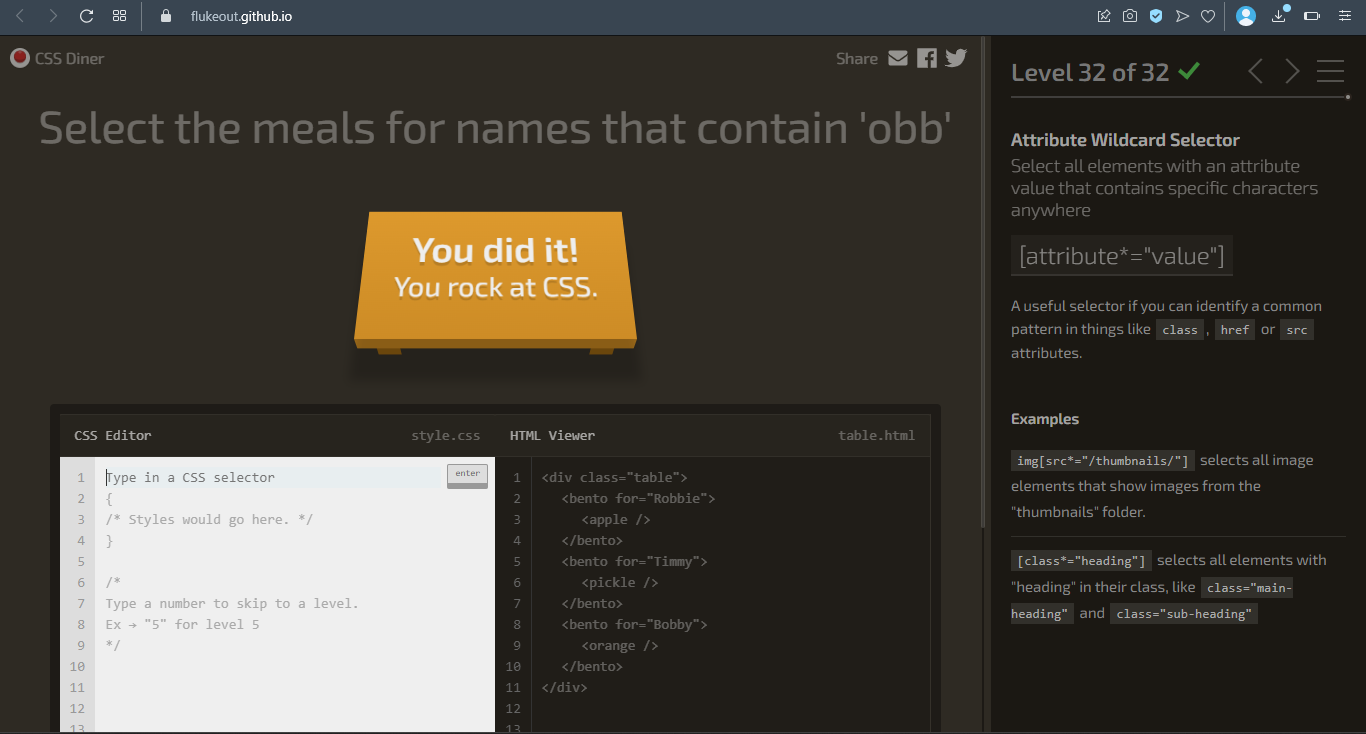 flukeout.github.io
CSS Diner
Share
Select the meals for names that contain 'obb'
You did it!
You rock at CSS.
CSS Editor
style.css
HTML Viewer
table.html
1
2
3
4
5
6
7
8
9
10
11
12
13
Type in a CSS selector
enter
{
/* Styles would go here. */
}
/*
Type a number to skip to a level.
Ex → "5" for level 5
*/
1
2
3
4
5
6
7
8
9
10
11
12
13
<div class="table">
<bento for="Robbie">
<apple />
</bento>
<bento for="Timmy">
<pickle />
</bento>
<bento for="Bobby">
<orange />
</bento>
</div>
Level 32 of 32
Attribute Wildcard Selector
Select all elements with an attribute
value that contains specific characters
anywhere
[attribute*="value"]
A useful selector if you can identify a common
pattern in things like class , href or src
attributes.
Examples
img[src*="/thumbnails/"] selects all image
elements that show images from the
"thumbnails" folder.
[class*="heading"] selects all elements with
"heading" in their class, like class="main-
heading" and class="sub-heading"